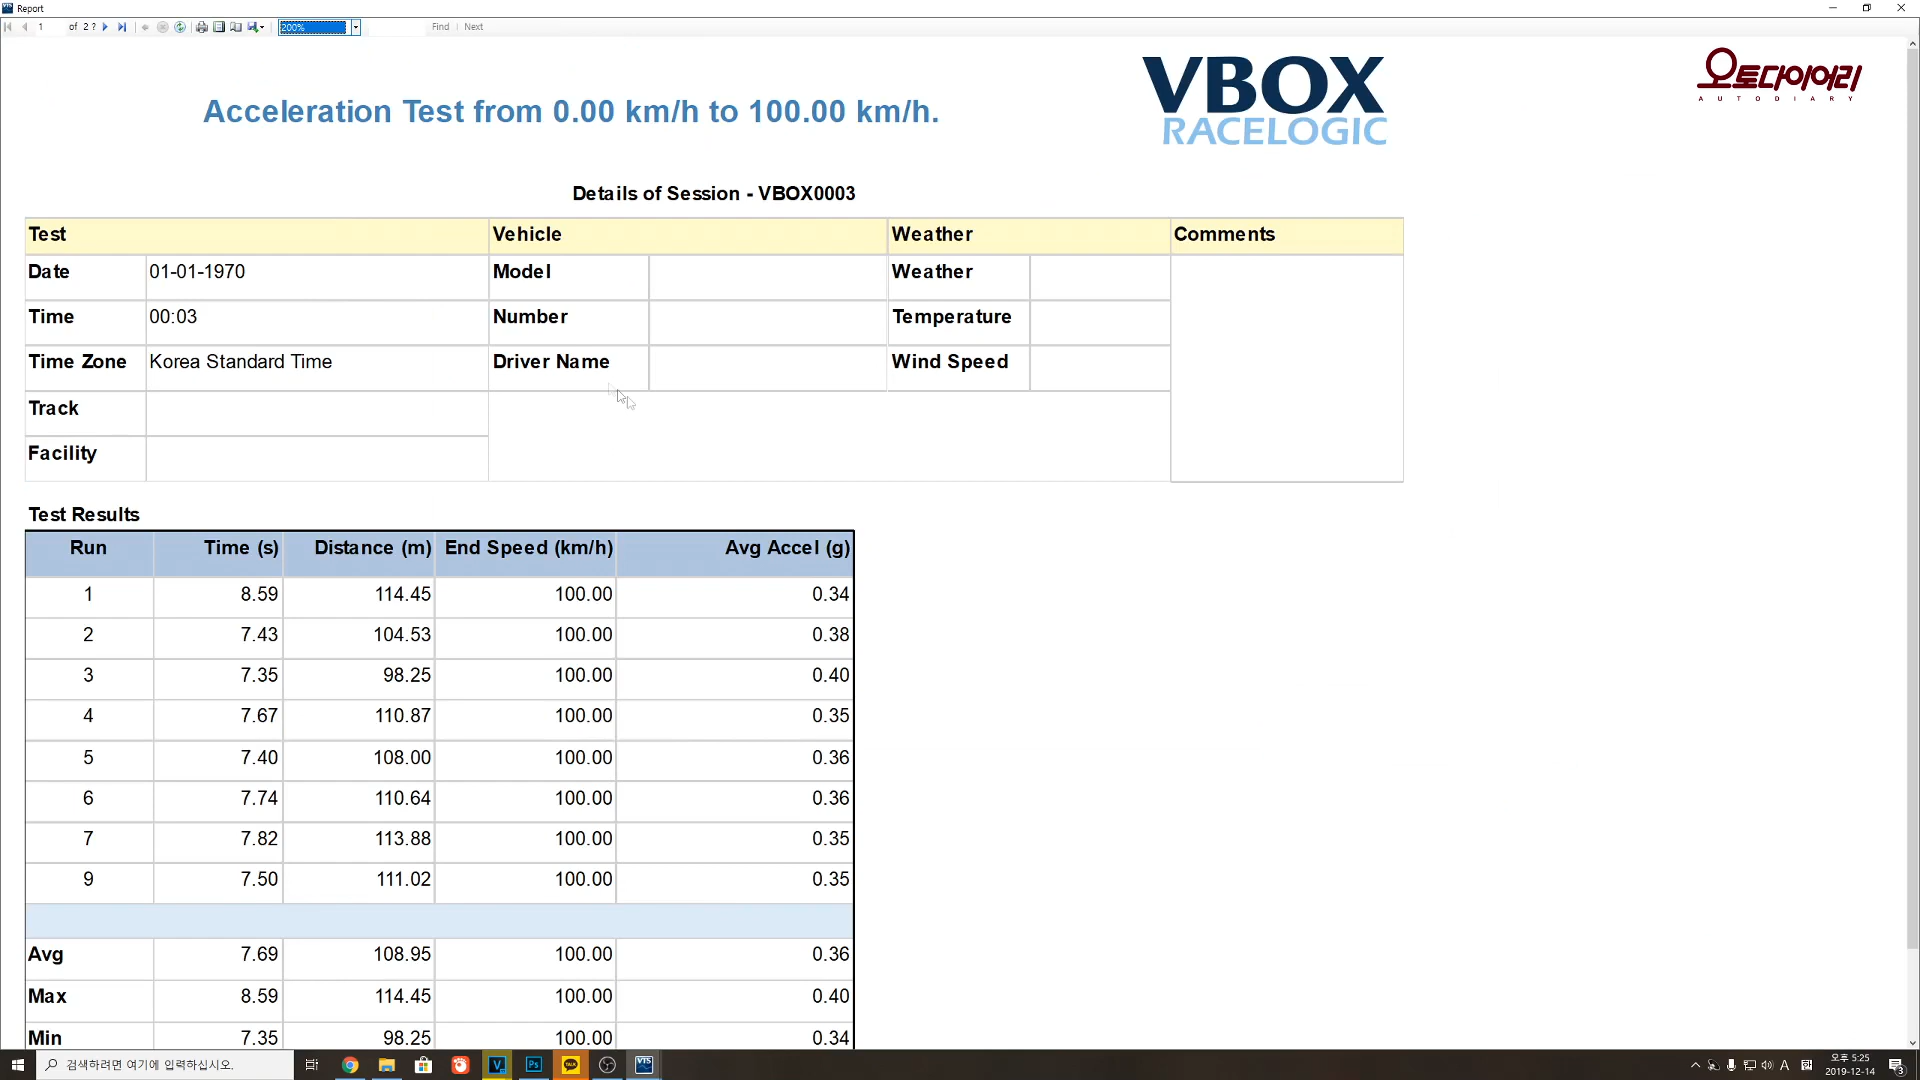 Report
1 of 2 ? 200% Find | Next
Acceleration Test from 0.00 km/h to 100.00 km/h.
VBOX
RACELOGIC
오토다이어리
AUTODIARY
Details of Session - VBOX0003
Test Vehicle Weather Comments
Date 01-01-1970 Model Weather
Time 00:03 Number Temperature
Time Zone Korea Standard Time Driver Name Wind Speed
Track
Facility
Test Results
Run Time (s) Distance (m) End Speed (km/h) Avg Accel (g)
1 8.59 114.45 100.00 0.34
2 7.43 104.53 100.00 0.38
3 7.35 98.25 100.00 0.40
4 7.67 110.87 100.00 0.35
5 7.40 108.00 100.00 0.36
6 7.74 110.64 100.00 0.36
7 7.82 113.88 100.00 0.35
9 7.50 111.02 100.00 0.35
Avg 7.69 108.95 100.00 0.36
Max 8.59 114.45 100.00 0.40
Min 7.35 98.25 100.00 0.34
검색하려면 여기에 입력하십시오.
Ps
TALK
VTS
A
오후 5:25
2019-12-14
3